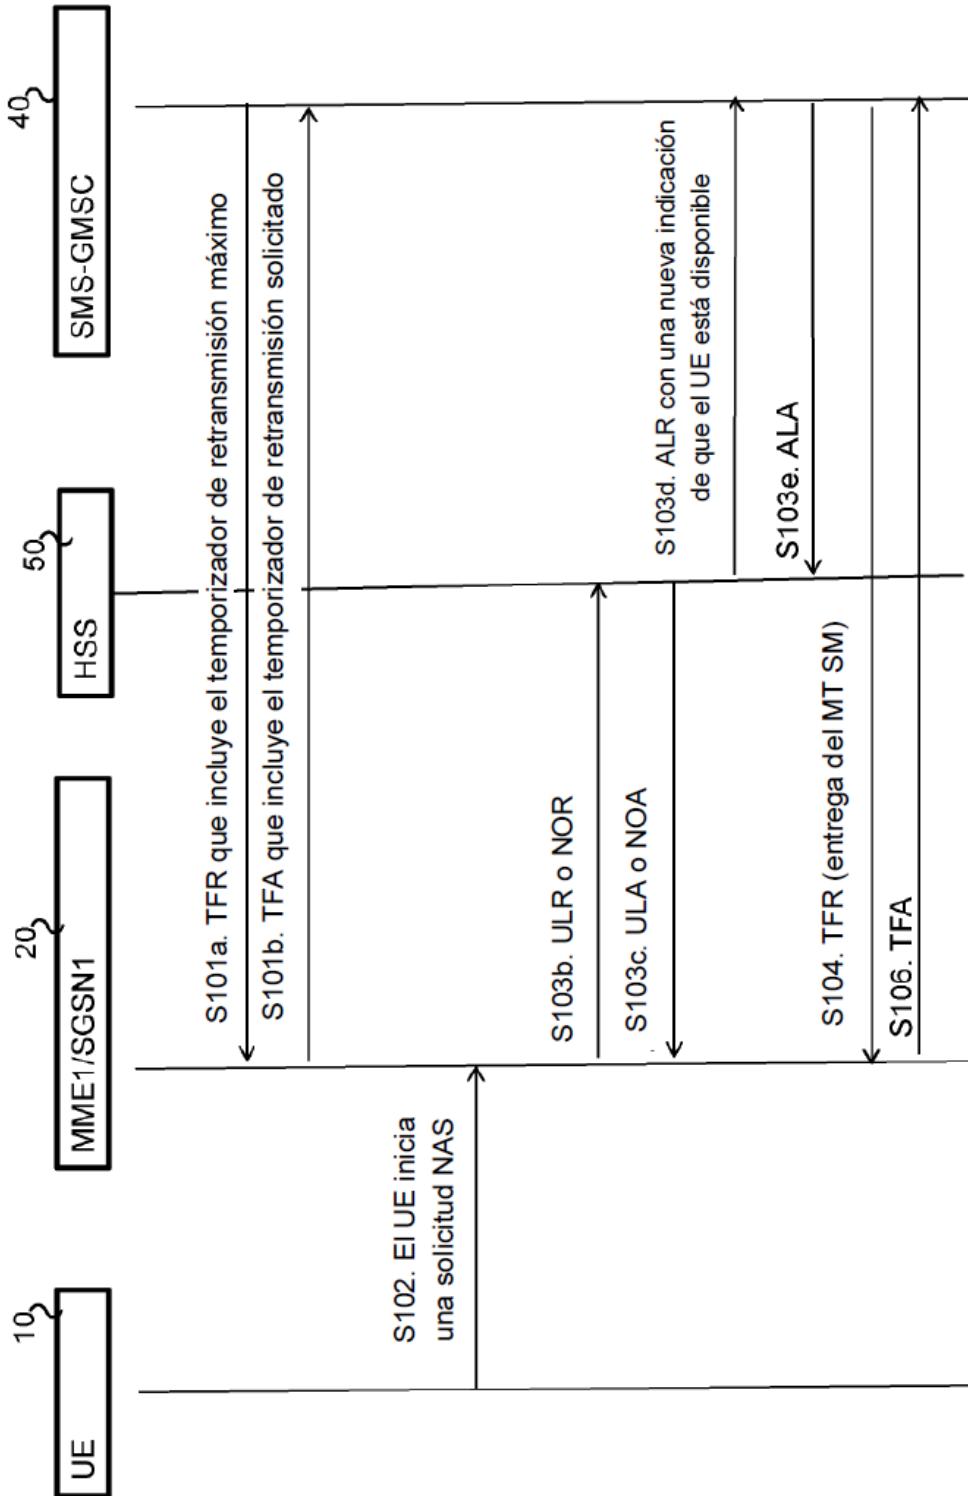 10
20
50
40
UE
MME1/SGSN1
HSS
SMS-GMSC
S101a. TFR que incluye el temporizador de retransmisión máximo
S101b. TFA que incluye el temporizador de retransmisión solicitado
S102. El UE inicia
una solicitud NAS
S103b. ULR o NOR
S103c. ULA o NOA
S103d. ALR con una nueva indicación
de que el UE está disponible
S103e. ALA
S104. TFR (entrega del MT SM)
S106. TFA